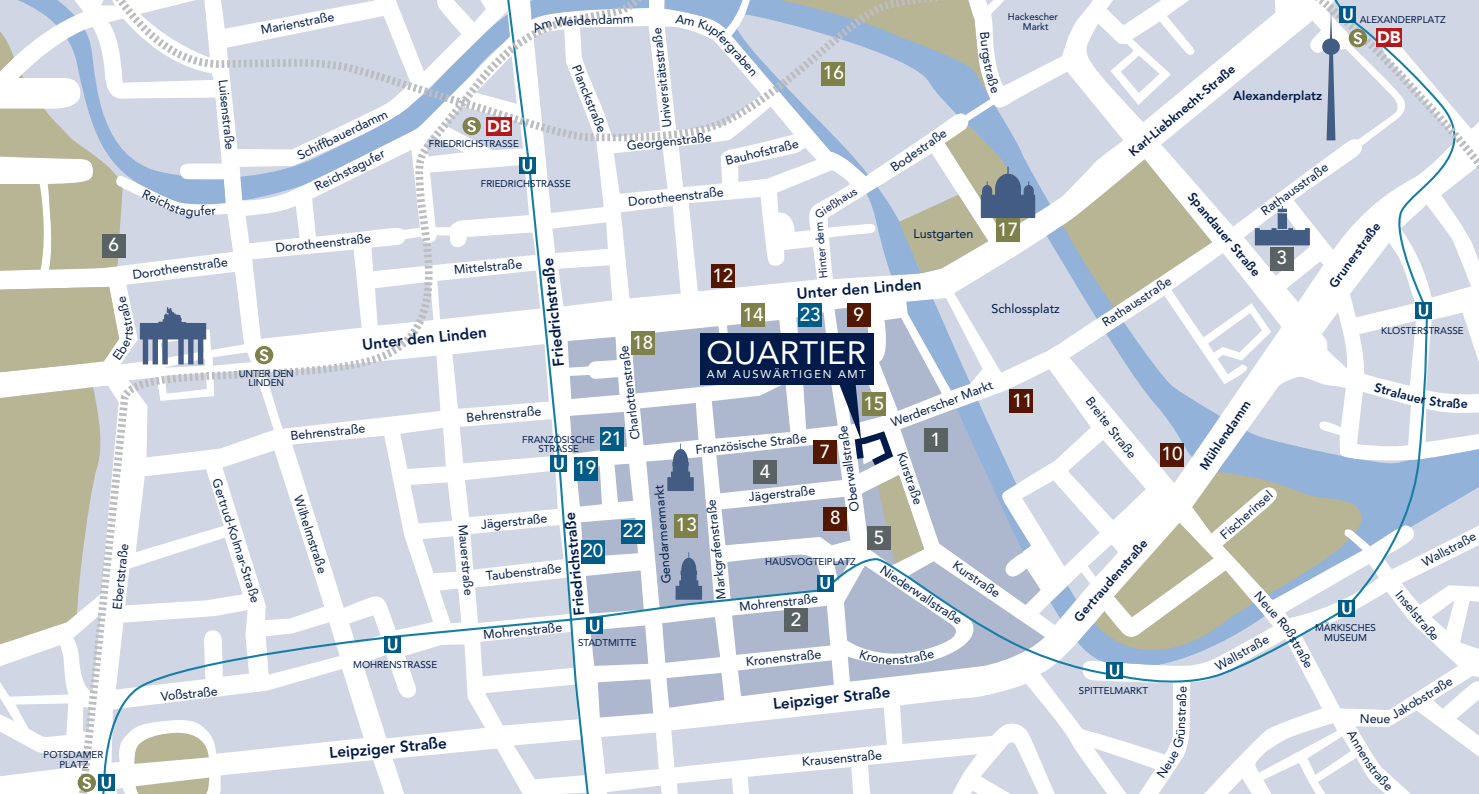 Marienstraße
Am Weidendamm
Am Kupfergraben
Hackescher
Markt
U
ALEXANDERPLATZ
S
DB
Luisenstraße
Planckstraße
Universitätsstraße
16
Burgstraße
Karl-Liebknecht-Straße
Alexanderplatz
Schiffbauerdamm
S
DB
FRIEDRICHSTRASSE
Georgenstraße
Bauhofstraße
Bodestraße
Reichstagufer
Reichstagufer
U
FRIEDRICHSTRASSE
Dorotheenstraße
Hinter dem Gießhaus
Lustgarten
17
Spandauer Straße
Rathausstraße
3
Grunerstraße
6
Dorotheenstraße
Dorotheenstraße
Mittelstraße
12
Unter den Linden
Rathausstraße
Schlossplatz
Ebertstraße
Friedrichstraße
14
23
9
U
KLOSTERSTRASSE
Unter den Linden
S
UNTER DEN
LINDEN
18
QUARTIER
AM AUSWÄRTIGEN AMT
Charlottenstraße
15
Werderscher Markt
11
Breite Straße
Stralauer Straße
Mühlendamm
Behrenstraße
Behrenstraße
FRANZÖSISCHE
STRASSE
U
21
19
Französische Straße
7
Oberwallstraße
1
10
4
Kurstraße
Gertrud-Kolmar-Straße
Wilhelmstraße
Mauerstraße
Jägerstraße
Jägerstraße
Friedrichstraße
22
20
Gendarmenmarkt
13
Markgrafenstraße
8
5
Fischerinsel
Gertraudenstraße
Wallstraße
Ebertstraße
Taubenstraße
HAUSVOGTEIPLATZ
U
Niederwallstraße
Kurstraße
Mohrenstraße
2
Neue Roßstraße
U
MÄRKISCHES
MUSEUM
Inselstraße
Mohrenstraße
U
STADTMITTE
U
MOHRENSTRASSE
Kronenstraße
Kronenstraße
Wallstraße
U
SPITTELMARKT
Voßstraße
Leipziger Straße
Neue Grünstraße
Neue Jakobstraße
Annenstraße
Leipziger Straße
Krausenstraße
POTSDAMER
PLATZ
S
U